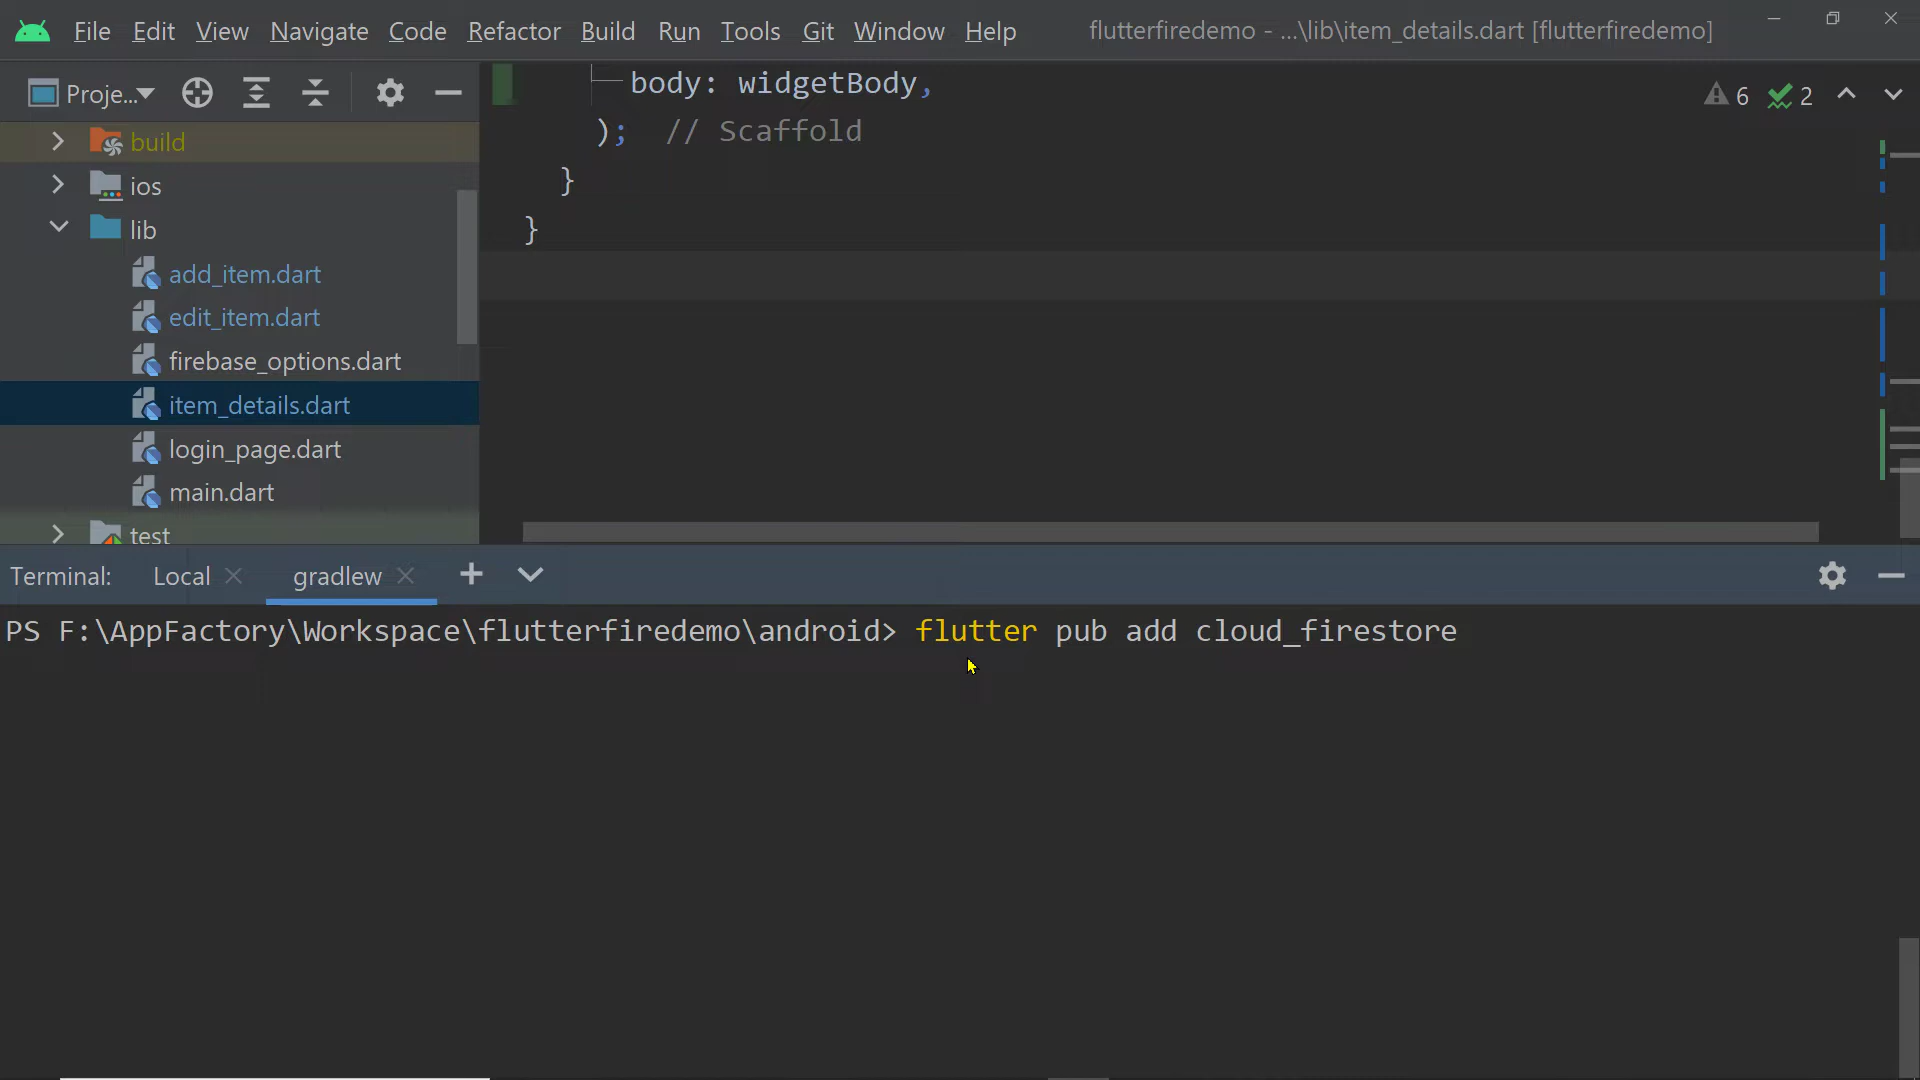 File Edit View Navigate Code Refactor Build Run Tools Git Window Help flutterfiredemo - ...\lib\item_details.dart [flutterfiredemo]
Proje...
body: widgetBody,
6 2
); // Scaffold
}
}
build
ios
lib
add_item.dart
edit_item.dart
firebase_options.dart
item_details.dart
login_page.dart
main.dart
test
Terminal: Local gradlew
PS F:\AppFactory\Workspace\flutterfiredemo\android> flutter pub add cloud_firestore